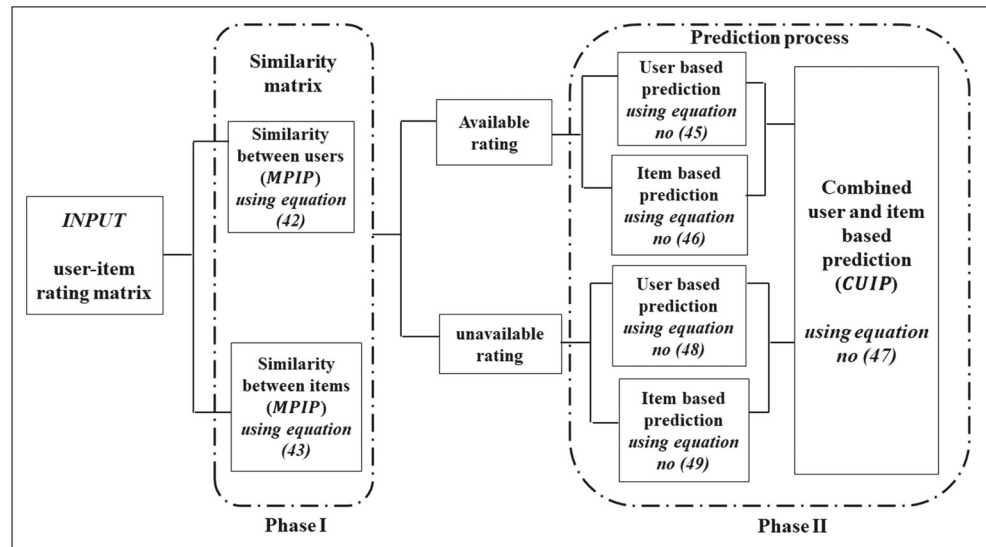 INPUT
user-item
rating matrix
Similarity
matrix
Similarity
between users
(MPIP)
using equation
(42)
Similarity
between items
(MPIP)
using equation
(43)
Phase I
Available
rating
unavailable
rating
Prediction process
User based
prediction
using equation
no (45)
Item based
prediction
using equation
no (46)
User based
prediction
using equation
no (48)
Item based
prediction
using equation
no (49)
Combined
user and item
based
prediction
(CUIP)
using equation
no (47)
Phase II